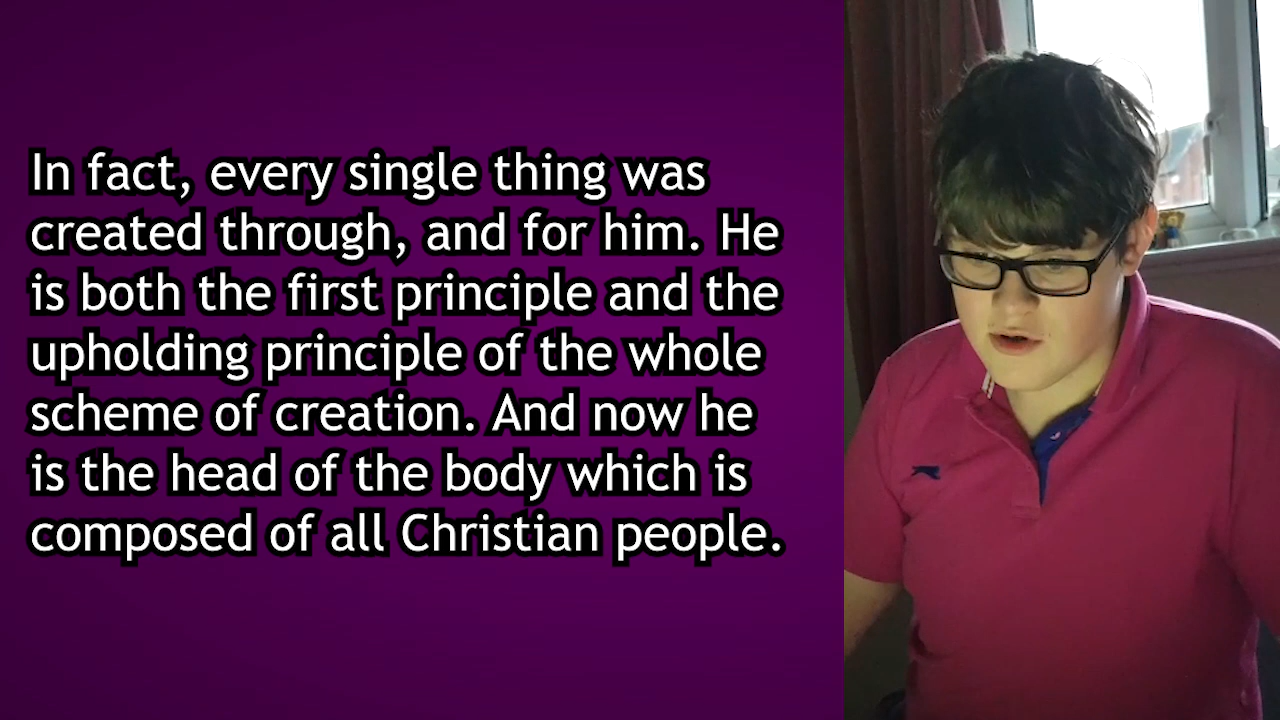 In fact, every single thing was
created through, and for him. He
is both the first principle and the
upholding principle of the whole
scheme of creation. And now he
is the head of the body which is
composed of all Christian people.